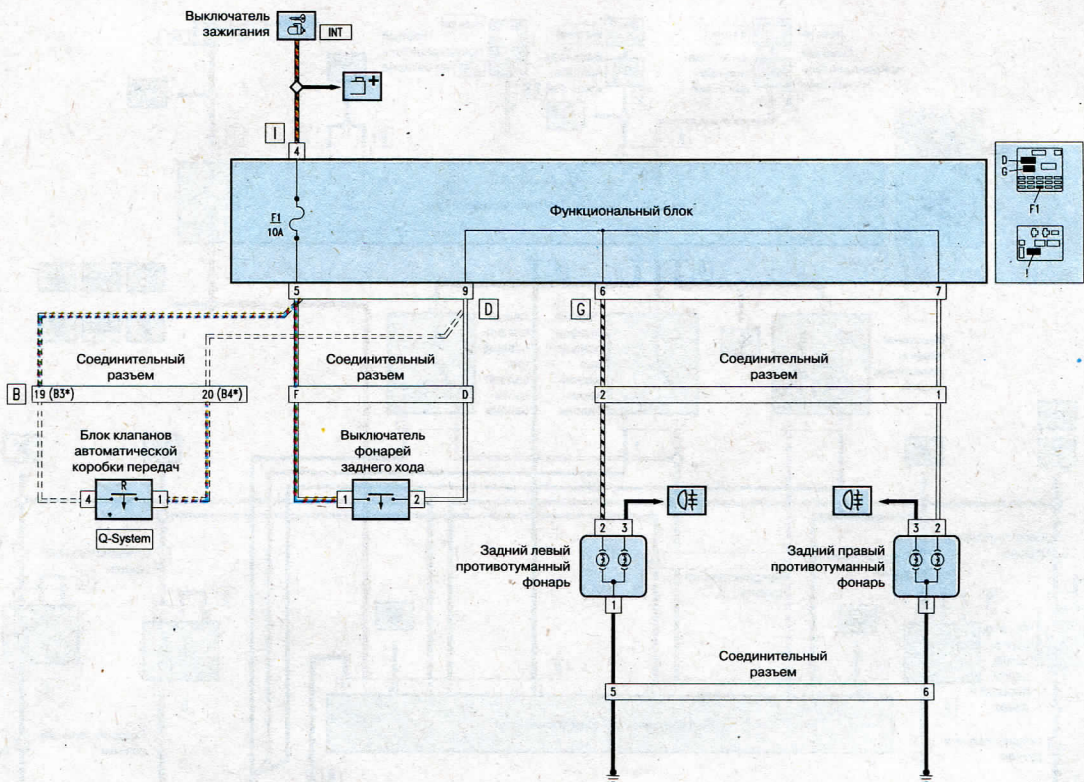 Выключатель
зажигания
INT
I
4
F1
10A
Функциональный блок
D
G
F1
I
5
9
D
G
6
7
Соединительный
разъем
Соединительный
разъем
Соединительный
разъем
B
19 (B3*)
20 (B4*)
F
D
2
1
Блок клапанов
автоматической
коробки передач
Выключатель
фонарей
заднего хода
4
R
1
1
2
Q-System
Задний левый
противотуманный
фонарь
2
3
1
Задний правый
противотуманный
фонарь
3
2
1
Соединительный
разъем
5
6